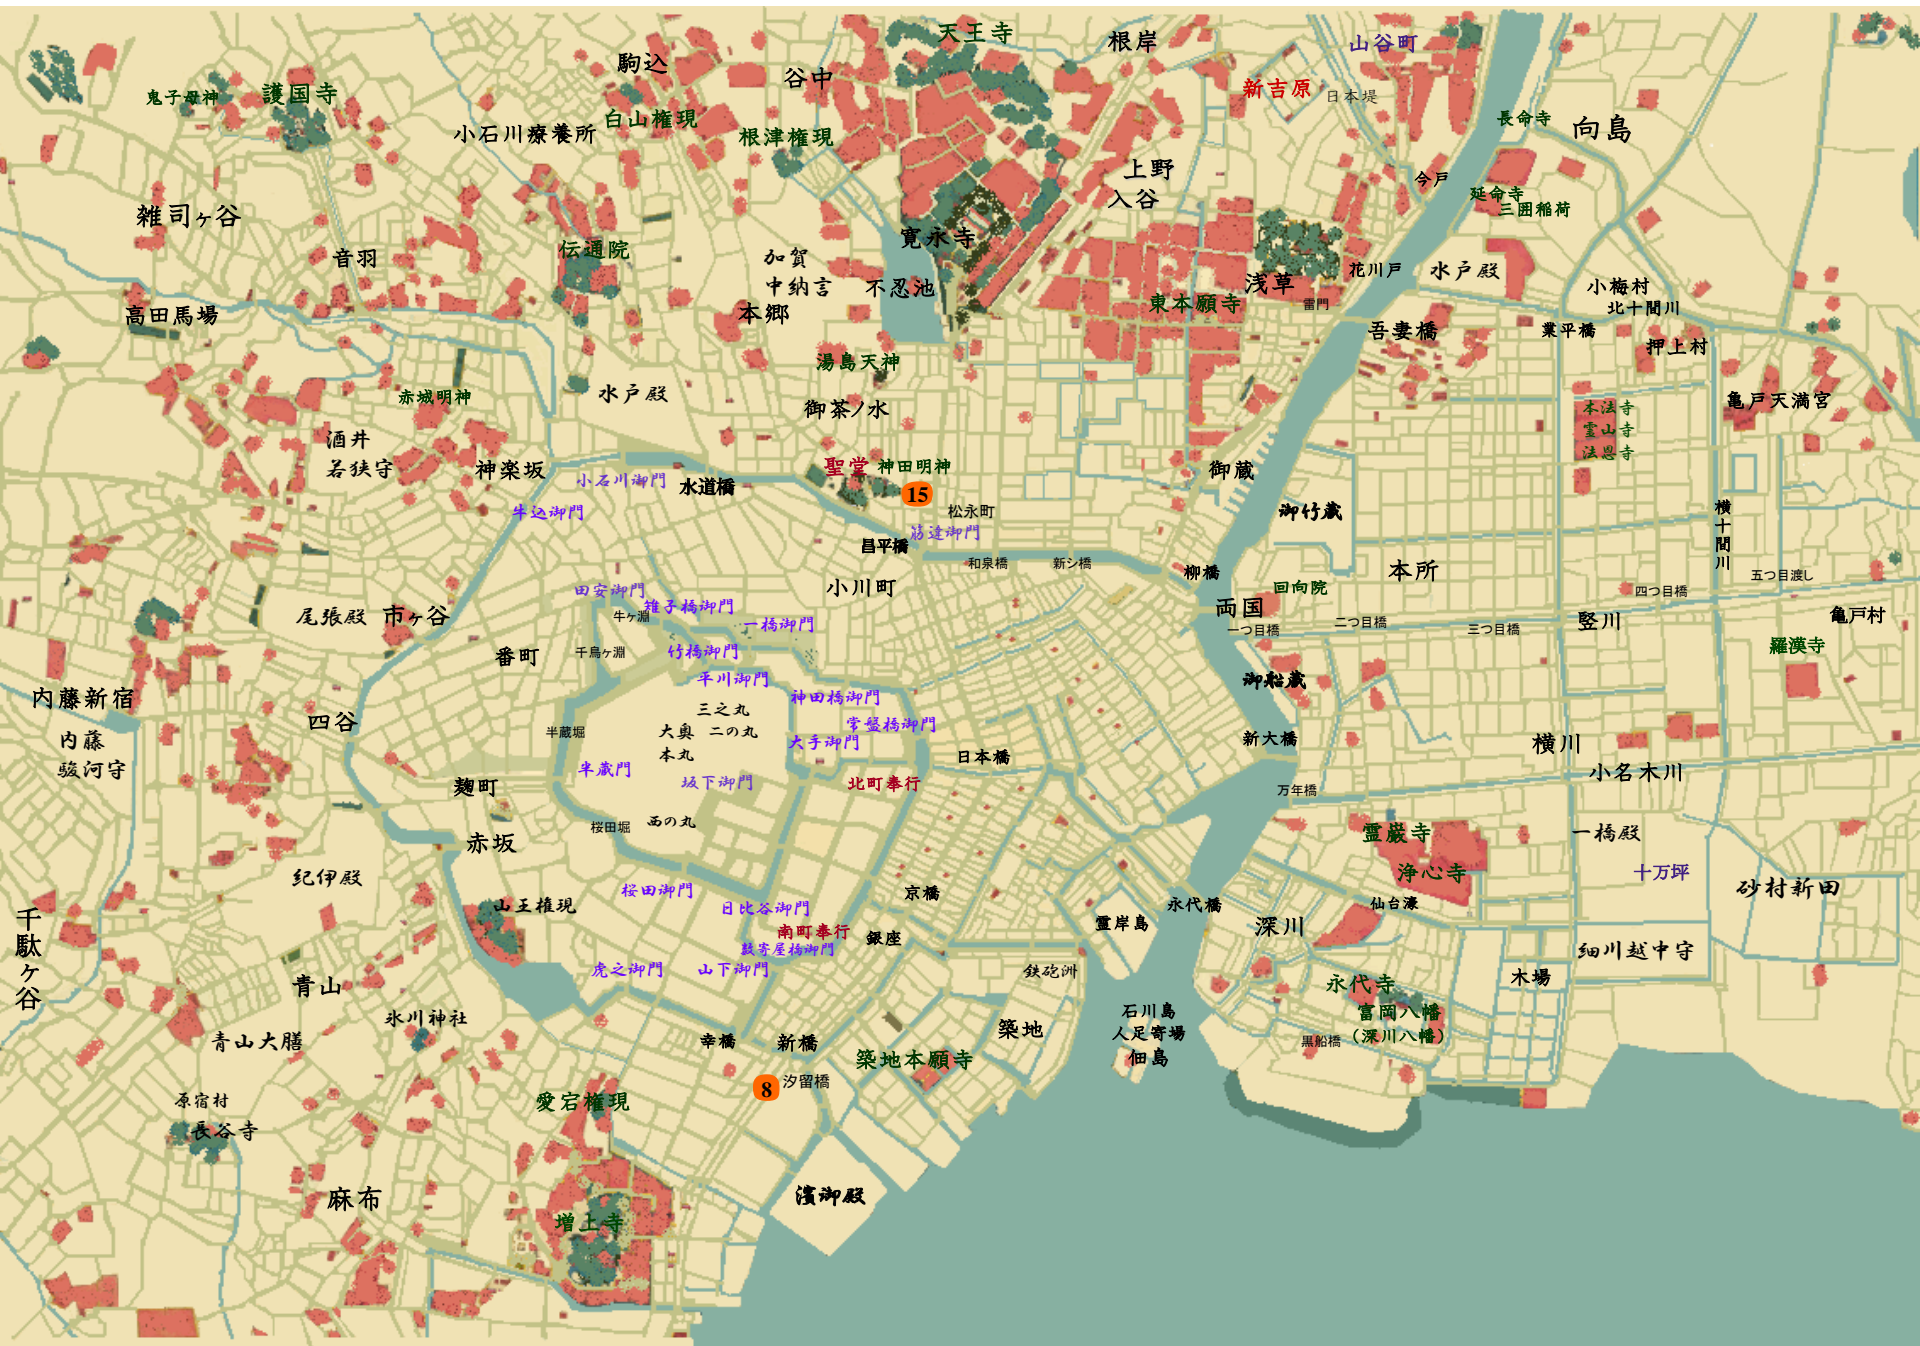 天王寺
根岸
山谷町
駒込
谷中
鬼子母神
護国寺
新吉原
日本堤
白山権現
小石川療養所
根津権現
長命寺
向島
上野
入谷
今戸
延命寺
三囲稲荷
雑司ヶ谷
音羽
伝通院
加賀
中納言
寛永寺
不忍池
本郷
浅草
花川戸
水戸殿
雷門
東本願寺
小梅村
北十間川
高田馬場
吾妻橋
業平橋
押上村
湯島天神
赤城明神
水戸殿
御茶ノ水
本法寺
霊山寺
法恩寺
亀戸天満宮
酒井
若狭守
神楽坂
小石川御門
水道橋
聖堂
神田明神
15
御蔵
牛込御門
松永町
筋違御門
昌平橋
御竹蔵
横十間川
和泉橋
新シ橋
柳橋
本所
五つ目渡し
小川町
回向院
四つ目橋
田安御門
雉子橋御門
牛ヶ淵
一橋御門
両国
一つ目橋
二つ目橋
三つ目橋
竪川
亀戸村
尾張殿
市ヶ谷
番町
千鳥ヶ淵
竹橋御門
平川御門
羅漢寺
御船蔵
内藤新宿
神田橋御門
三之丸
常盤橋御門
四谷
半蔵堀
大奥
二の丸
大手御門
内藤
駿河守
本丸
日本橋
新大橋
横川
半蔵門
坂下御門
北町奉行
小名木川
麹町
万年橋
桜田堀
西の丸
霊巌寺
一橋殿
赤坂
浄心寺
十万坪
砂村新田
紀伊殿
桜田御門
日比谷御門
京橋
永代橋
仙台濠
山王権現
霊岸島
深川
南町奉行
数寄屋橋御門
銀座
細川越中守
千駄ヶ谷
虎之御門
山下御門
鉄砲洲
木場
青山
永代寺
富岡八幡
(深川八幡)
黒船橋
石川島
人足寄場
佃島
氷川神社
青山大膳
幸橋
新橋
築地
築地本願寺
8
汐留橋
原宿村
愛宕権現
長谷寺
麻布
濱御殿
増上寺